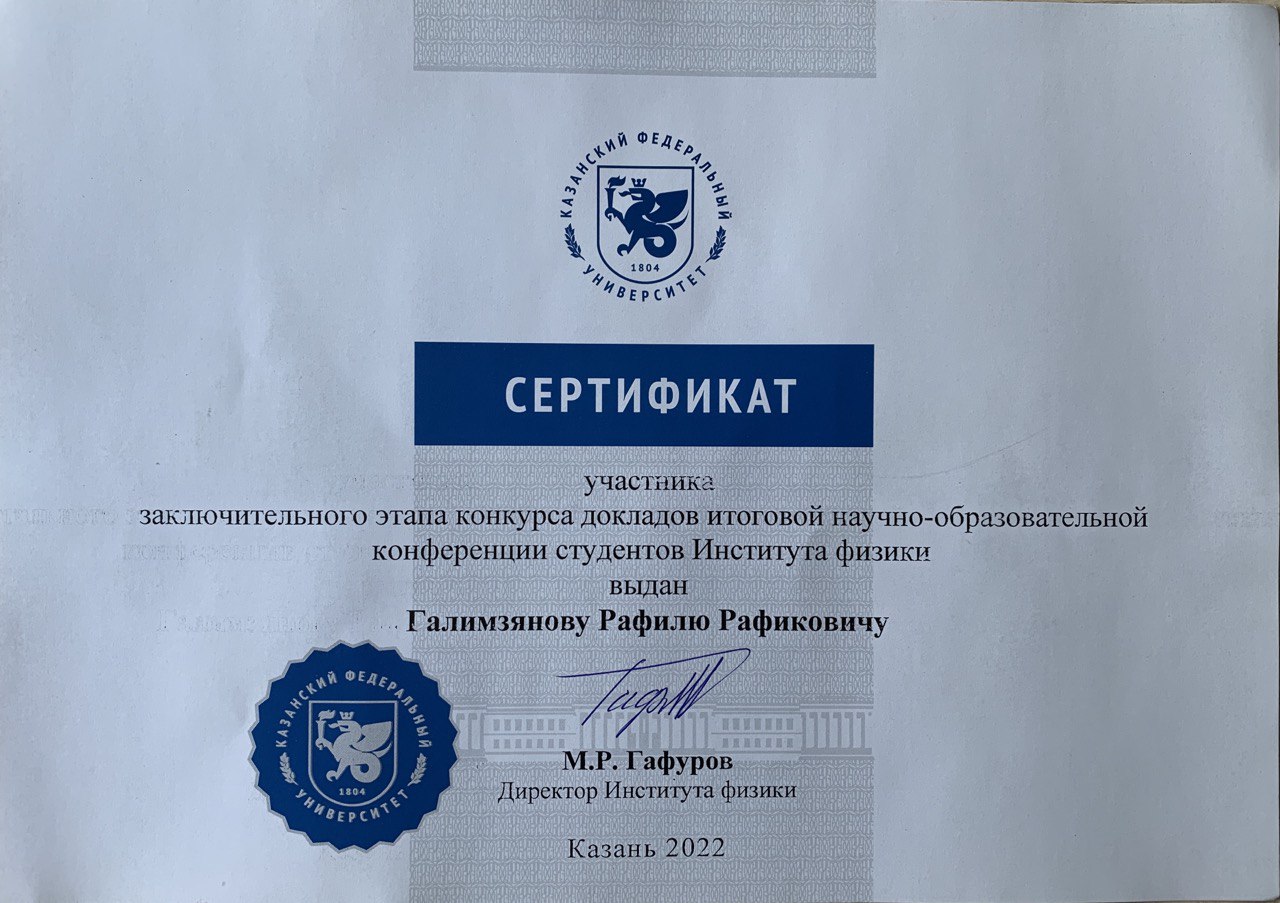 КАЗАНСКИЙ ФЕДЕРАЛЬНЫЙ
УНИВЕРСИТЕТ
1804
СЕРТИФИКАТ
участника
заключительного этапа конкурса докладов итоговой научно-образовательной
конференции студентов Института физики
выдан
Галимзянову Рафилю Рафиковичу
КАЗАНСКИЙ ФЕДЕРАЛЬНЫЙ
УНИВЕРСИТЕТ
1804
М.Р. Гафуров
Директор Института физики
Казань 2022